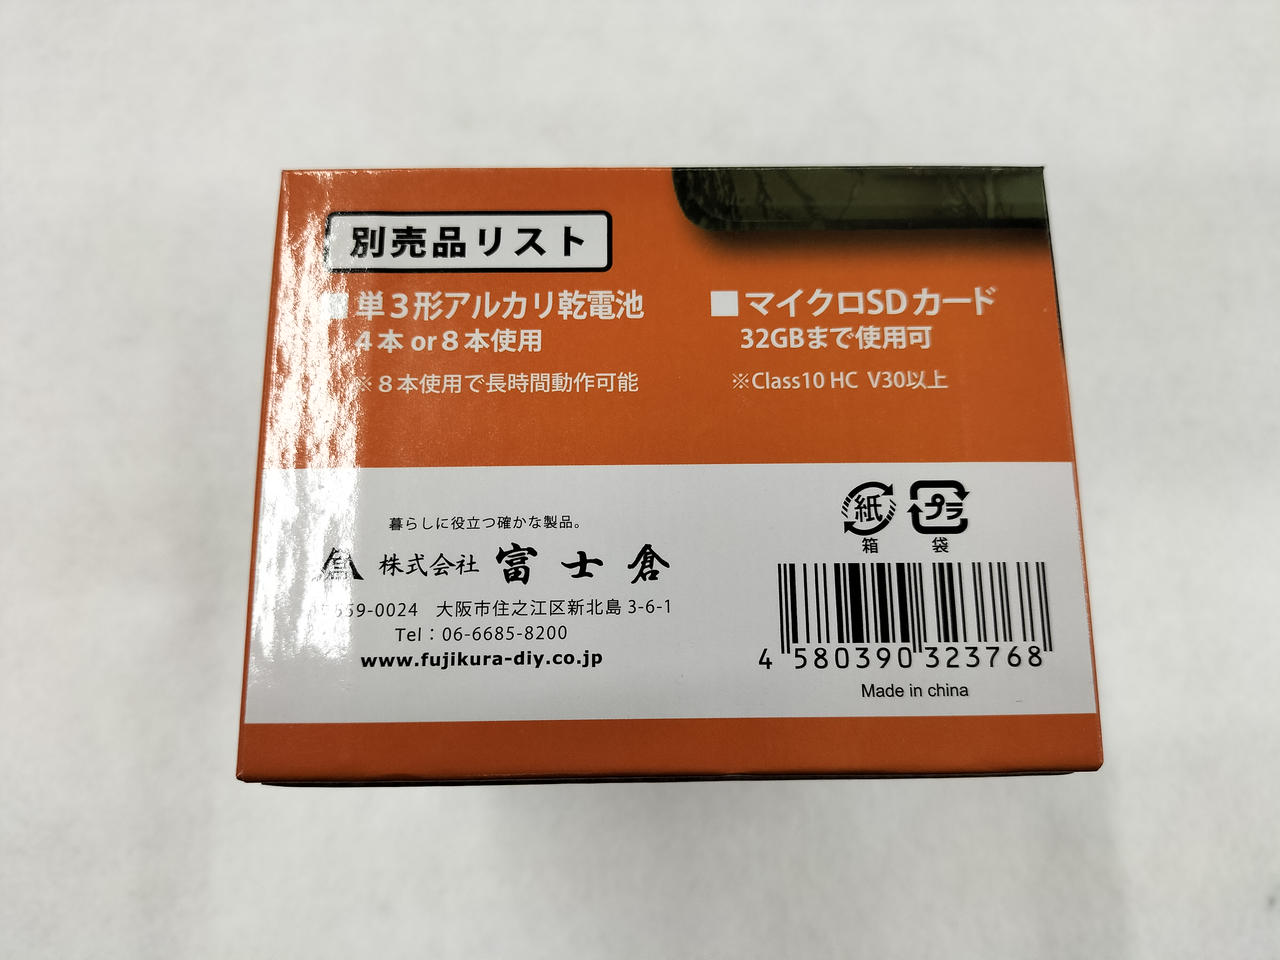 別売品リスト
■単3形アルカリ乾電池
4本 or 8本使用
※8本使用で長時間動作可能
■マイクロSDカード
32GBまで使用可
※Class10 HC V30以上
暮らしに役立つ確かな製品。
株式会社 富士倉
559-0024 大阪市住之江区新北島 3-6-1
Tel：06-6685-8200
www.fujikura-diy.co.jp
紙
箱
プラ
袋
4 580390 323768
Made in china